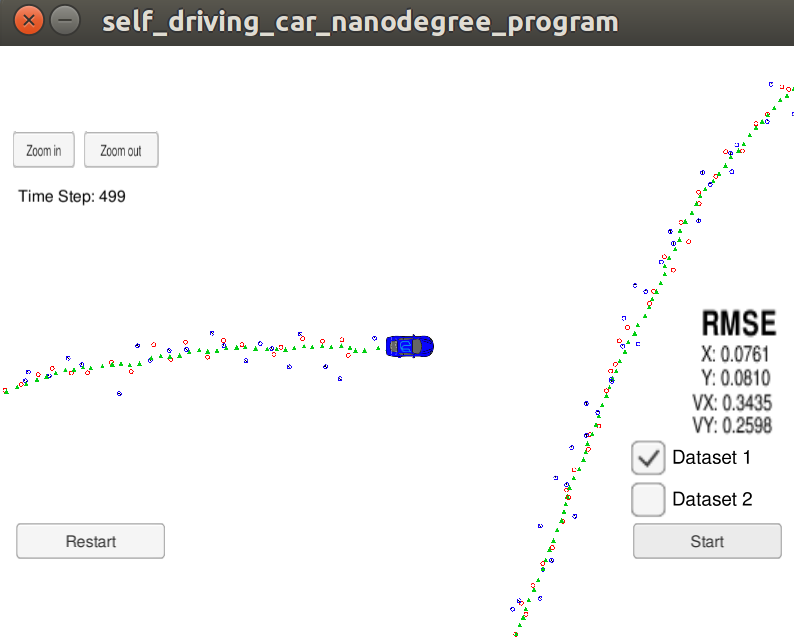 self_driving_car_nanodegree_program
Zoom in
Zoom out
Time Step: 499
RMSE
X: 0.0761
Y: 0.0810
VX: 0.3435
VY: 0.2598
Dataset 1
Dataset 2
Restart
Start